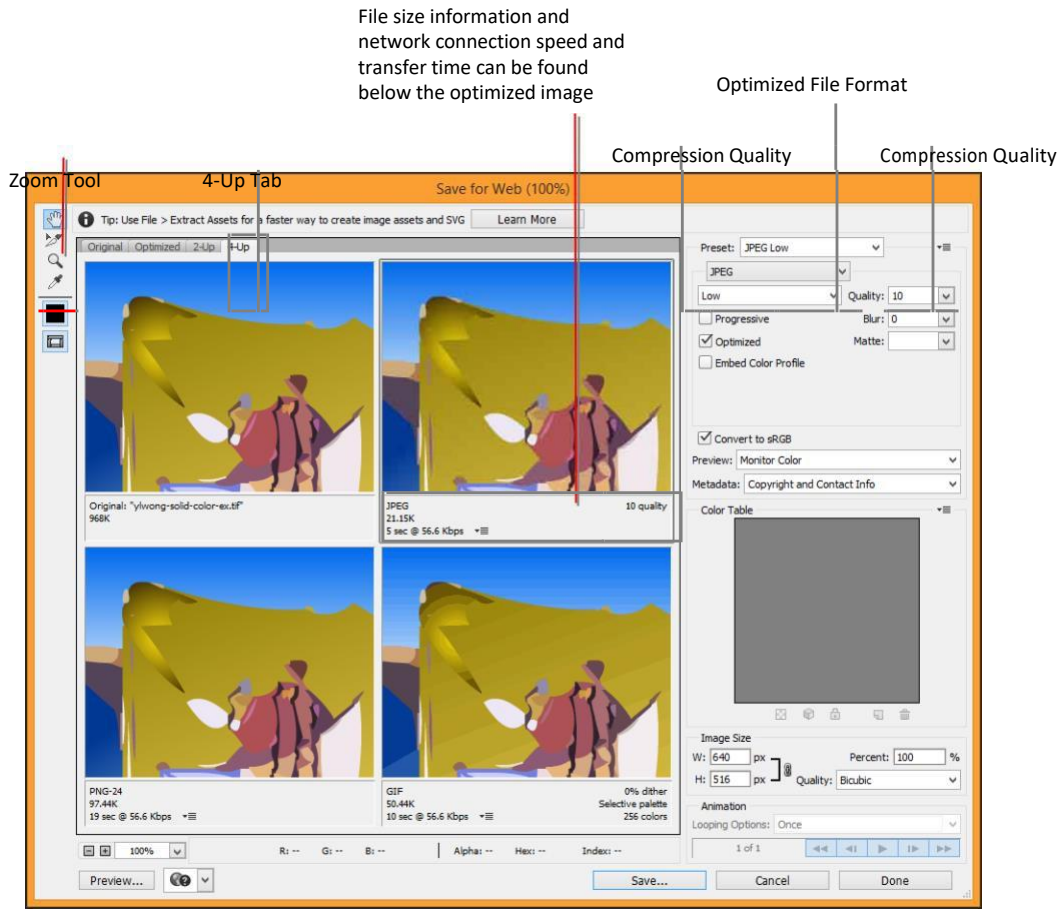 File size information and
network connection speed and
transfer time can be found
below the optimized image
Optimized File Format
Compression Quality
Compression Quality
Zoom Tool
4-Up Tab
Save for Web (100%)
Tip: Use File > Extract Assets for a faster way to create image assets and SVG
Learn More
Original
Optimized
2-Up
4-Up
Preset: JPEG Low
JPEG
Low
Quality: 10
Progressive
Blur: 0
Optimized
Matte:
Embed Color Profile
Convert to sRGB
Preview: Monitor Color
Metadata: Copyright and Contact Info
Original: "ylwong-solid-color-ex.tif"
968K
JPEG
10 quality
21.15K
5 sec @ 56.6 Kbps
Color Table
PNG-24
97.44K
19 sec @ 56.6 Kbps
GIF
0% dither
50.44K
Selective palette
10 sec @ 56.6 Kbps
256 colors
Image Size
W: 640 px
Percent: 100 %
H: 516 px
Quality: Bicubic
Animation
Looping Options: Once
1 of 1
100%
R: --
G: --
B: --
Alpha: --
Hex: --
Index: --
Preview...
Save...
Cancel
Done